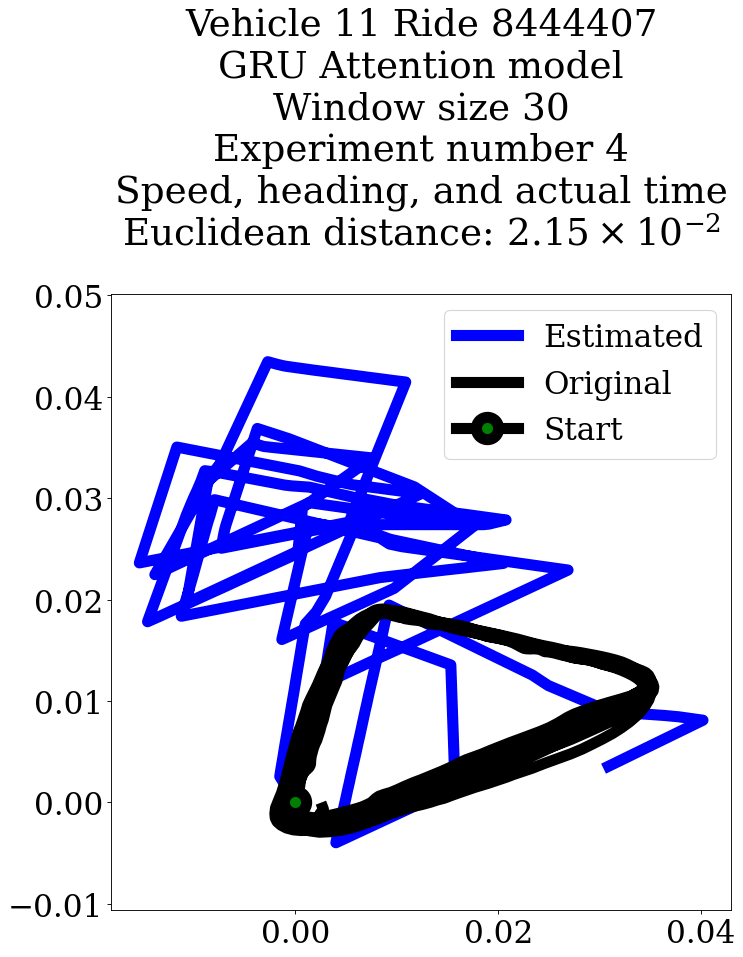 Vehicle 11 Ride 8444407
GRU Attention model
Window size 30
Experiment number 4
Speed, heading, and actual time
Euclidean distance: 2.15 × 10⁻²
0.05
Estimated
Original
Start
0.04
0.03
0.02
0.01
0.00
−0.01
0.00 0.02 0.04